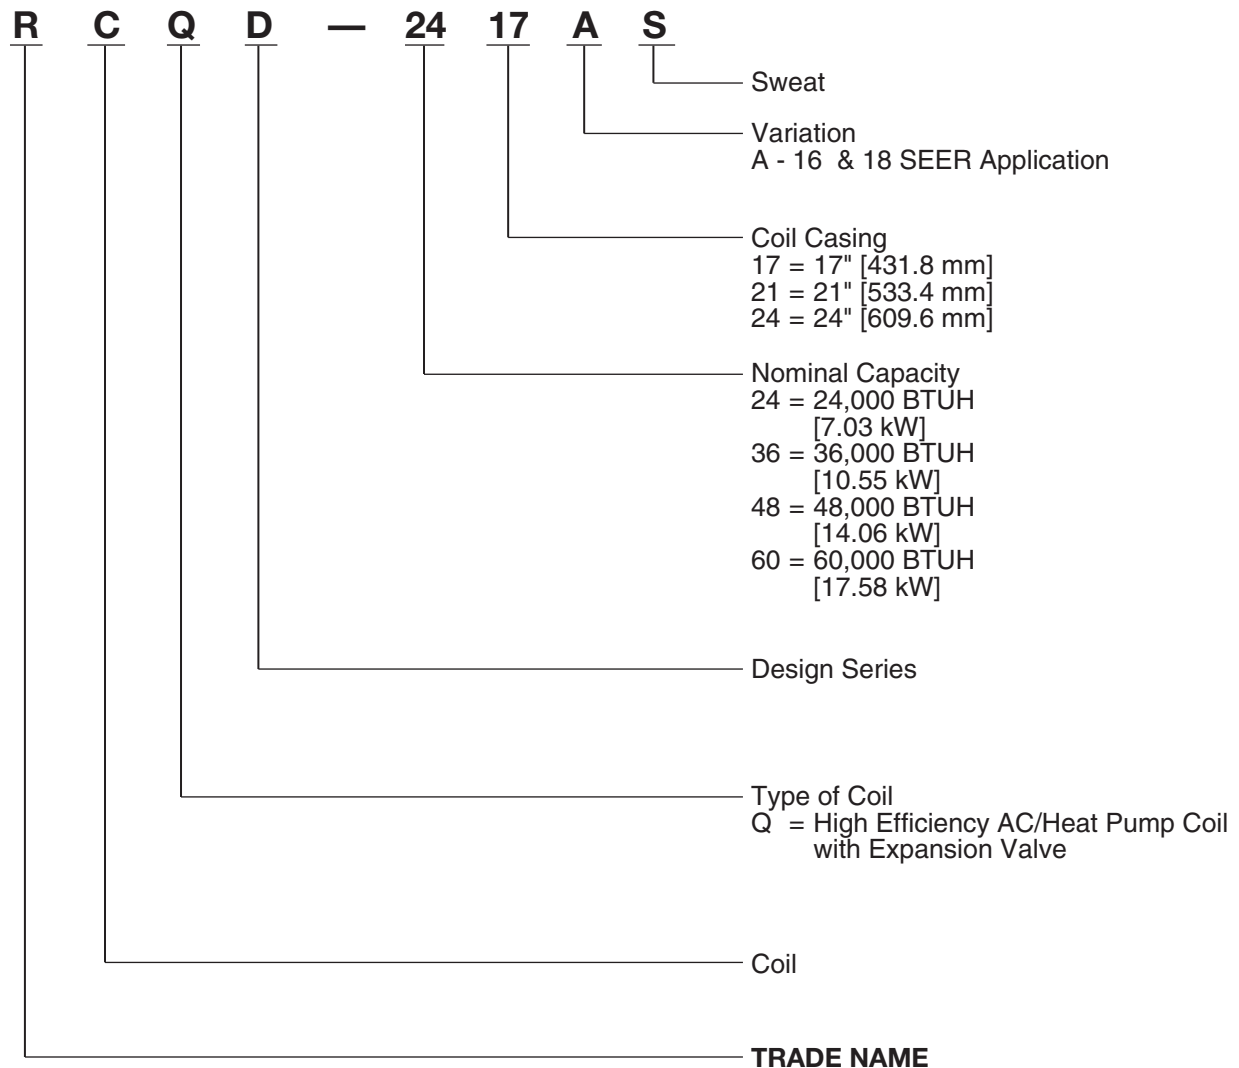 R C Q D — 24 17 A S
Sweat
Variation
A - 16 & 18 SEER Application
Coil Casing
17 = 17" [431.8 mm]
21 = 21" [533.4 mm]
24 = 24" [609.6 mm]
Nominal Capacity
24 = 24,000 BTUH
[7.03 kW]
36 = 36,000 BTUH
[10.55 kW]
48 = 48,000 BTUH
[14.06 kW]
60 = 60,000 BTUH
[17.58 kW]
Design Series
Type of Coil
Q = High Efficiency AC/Heat Pump Coil
with Expansion Valve
Coil
TRADE NAME